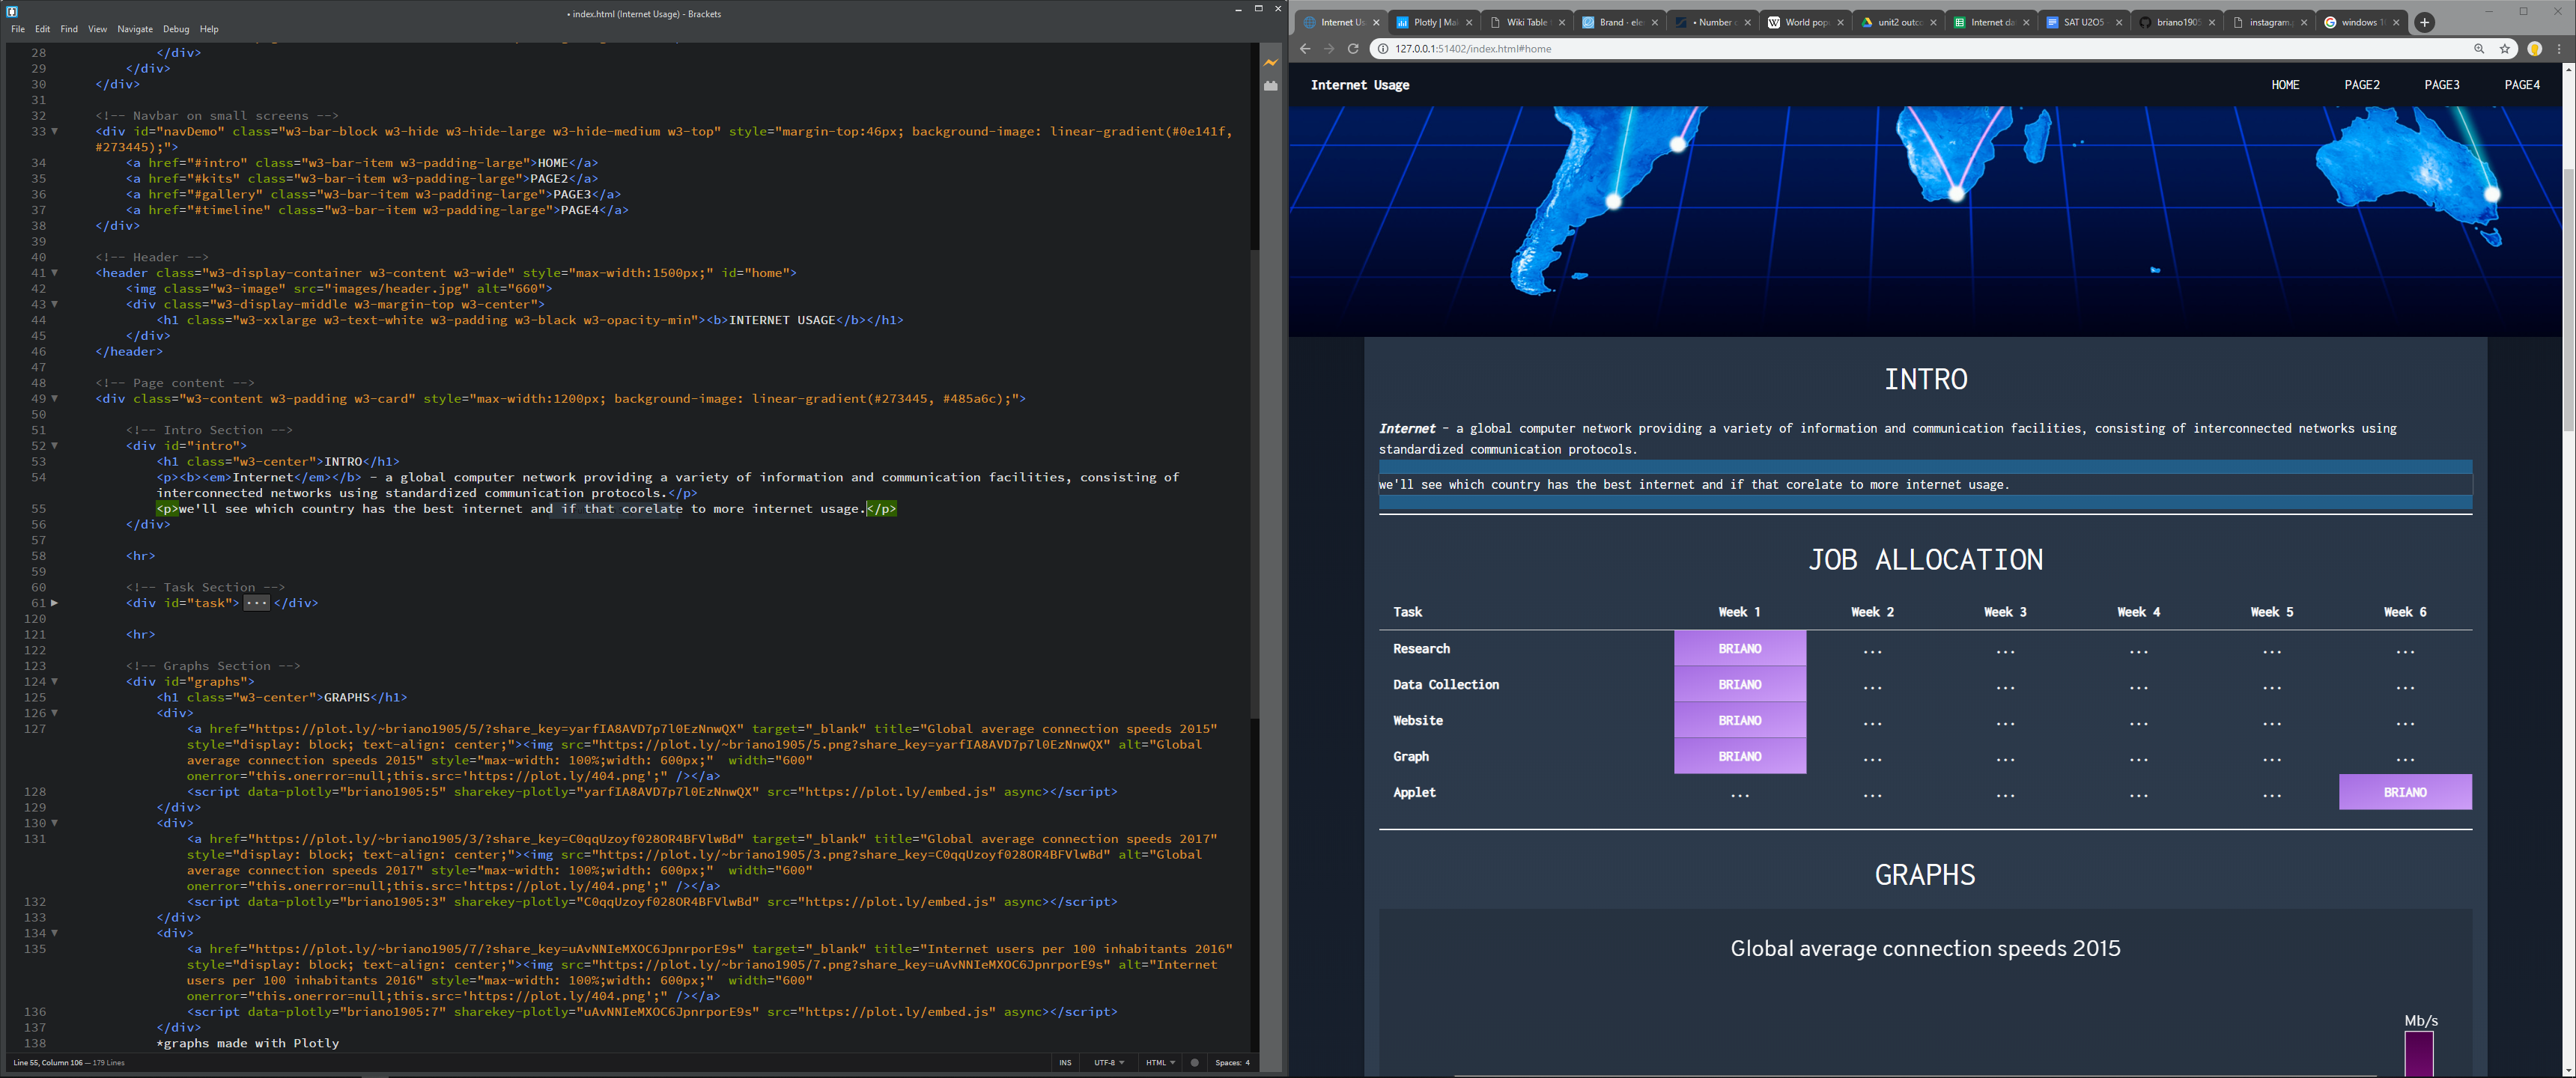 • index.html (Internet Usage) - Brackets
File Edit Find View Navigate Debug Help
28 </div>
29 </div>
30 </div>
31
32 <!-- Navbar on small screens -->
33 <div id="navDemo" class="w3-bar-block w3-hide w3-hide-large w3-hide-medium w3-top" style="margin-top:46px; background-image: linear-gradient(#0e141f,
#273445);">
34 <a href="#intro" class="w3-bar-item w3-padding-large">HOME</a>
35 <a href="#kits" class="w3-bar-item w3-padding-large">PAGE2</a>
36 <a href="#gallery" class="w3-bar-item w3-padding-large">PAGE3</a>
37 <a href="#timeline" class="w3-bar-item w3-padding-large">PAGE4</a>
38 </div>
39
40 <!-- Header -->
41 <header class="w3-display-container w3-content w3-wide" style="max-width:1500px;" id="home">
42 <img class="w3-image" src="images/header.jpg" alt="660">
43 <div class="w3-display-middle w3-margin-top w3-center">
44 <h1 class="w3-xxlarge w3-text-white w3-padding w3-black w3-opacity-min"><b>INTERNET USAGE</b></h1>
45 </div>
46 </header>
47
48 <!-- Page content -->
49 <div class="w3-content w3-padding w3-card" style="max-width:1200px; background-image: linear-gradient(#273445, #485a6c);">
50
51 <!-- Intro Section -->
52 <div id="intro">
53 <h1 class="w3-center">INTRO</h1>
54 <p><b><em>Internet</em></b> - a global computer network providing a variety of information and communication facilities, consisting of
interconnected networks using standardized communication protocols.</p>
55 <p>we'll see which country has the best internet and if that corelate to more internet usage.</p>
56 </div>
57
58 <hr>
59
60 <!-- Task Section -->
61 <div id="task"> ... </div>
120
121 <hr>
122
123 <!-- Graphs Section -->
124 <div id="graphs">
125 <h1 class="w3-center">GRAPHS</h1>
126 <div>
127 <a href="https://plot.ly/~briano1905/5/?share_key=yarfIA8AVD7p7l0EzNnwQX" target="_blank" title="Global average connection speeds 2015"
style="display: block; text-align: center;"><img src="https://plot.ly/~briano1905/5.png?share_key=yarfIA8AVD7p7l0EzNnwQX" alt="Global
average connection speeds 2015" style="max-width: 100%;width: 600px;" width="600"
onerror="this.onerror=null;this.src='https://plot.ly/404.png';" /></a>
128 <script data-plotly="briano1905:5" sharekey-plotly="yarfIA8AVD7p7l0EzNnwQX" src="https://plot.ly/embed.js" async></script>
129 </div>
130 <div>
131 <a href="https://plot.ly/~briano1905/3/?share_key=C0qqUzoyf028OR4BFVlwBd" target="_blank" title="Global average connection speeds 2017"
style="display: block; text-align: center;"><img src="https://plot.ly/~briano1905/3.png?share_key=C0qqUzoyf028OR4BFVlwBd" alt="Global
average connection speeds 2017" style="max-width: 100%;width: 600px;" width="600"
onerror="this.onerror=null;this.src='https://plot.ly/404.png';" /></a>
132 <script data-plotly="briano1905:3" sharekey-plotly="C0qqUzoyf028OR4BFVlwBd" src="https://plot.ly/embed.js" async></script>
133 </div>
134 <div>
135 <a href="https://plot.ly/~briano1905/7/?share_key=uAvNNIeMXOC6JpnrporE9s" target="_blank" title="Internet users per 100 inhabitants 2016"
style="display: block; text-align: center;"><img src="https://plot.ly/~briano1905/7.png?share_key=uAvNNIeMXOC6JpnrporE9s" alt="Internet
users per 100 inhabitants 2016" style="max-width: 100%;width: 600px;" width="600"
onerror="this.onerror=null;this.src='https://plot.ly/404.png';" /></a>
136 <script data-plotly="briano1905:7" sharekey-plotly="uAvNNIeMXOC6JpnrporE9s" src="https://plot.ly/embed.js" async></script>
137 </div>
138 *graphs made with Plotly
Line 55, Column 106 — 179 Lines INS UTF-8 HTML Spaces: 4
Internet Us Plotly | Ma Wiki Table Brand - ele • Number World pop unit2 outco Internet da SAT U2O5 briano1905 instagram. windows 10
127.0.0.1:51402/index.html#home
Internet Usage HOME PAGE2 PAGE3 PAGE4
INTRO
Internet - a global computer network providing a variety of information and communication facilities, consisting of interconnected networks using
standardized communication protocols.
we'll see which country has the best internet and if that corelate to more internet usage.
JOB ALLOCATION
Task Week 1 Week 2 Week 3 Week 4 Week 5 Week 6
Research BRIANO ... ... ... ... ...
Data Collection BRIANO ... ... ... ... ...
Website BRIANO ... ... ... ... ...
Graph BRIANO ... ... ... ... ...
Applet ... ... ... ... ... BRIANO
GRAPHS
Global average connection speeds 2015
Mb/s